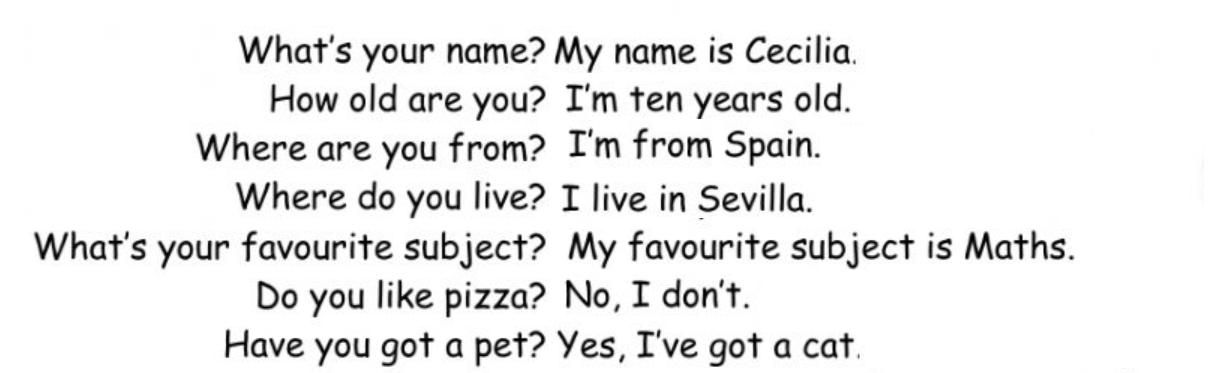 What's your name? My name is Cecilia.
How old are you? I'm ten years old.
Where are you from? I'm from Spain.
Where do you live? I live in Sevilla.
What's your favourite subject? My favourite subject is Maths.
Do you like pizza? No, I don't.
Have you got a pet? Yes, I've got a cat.